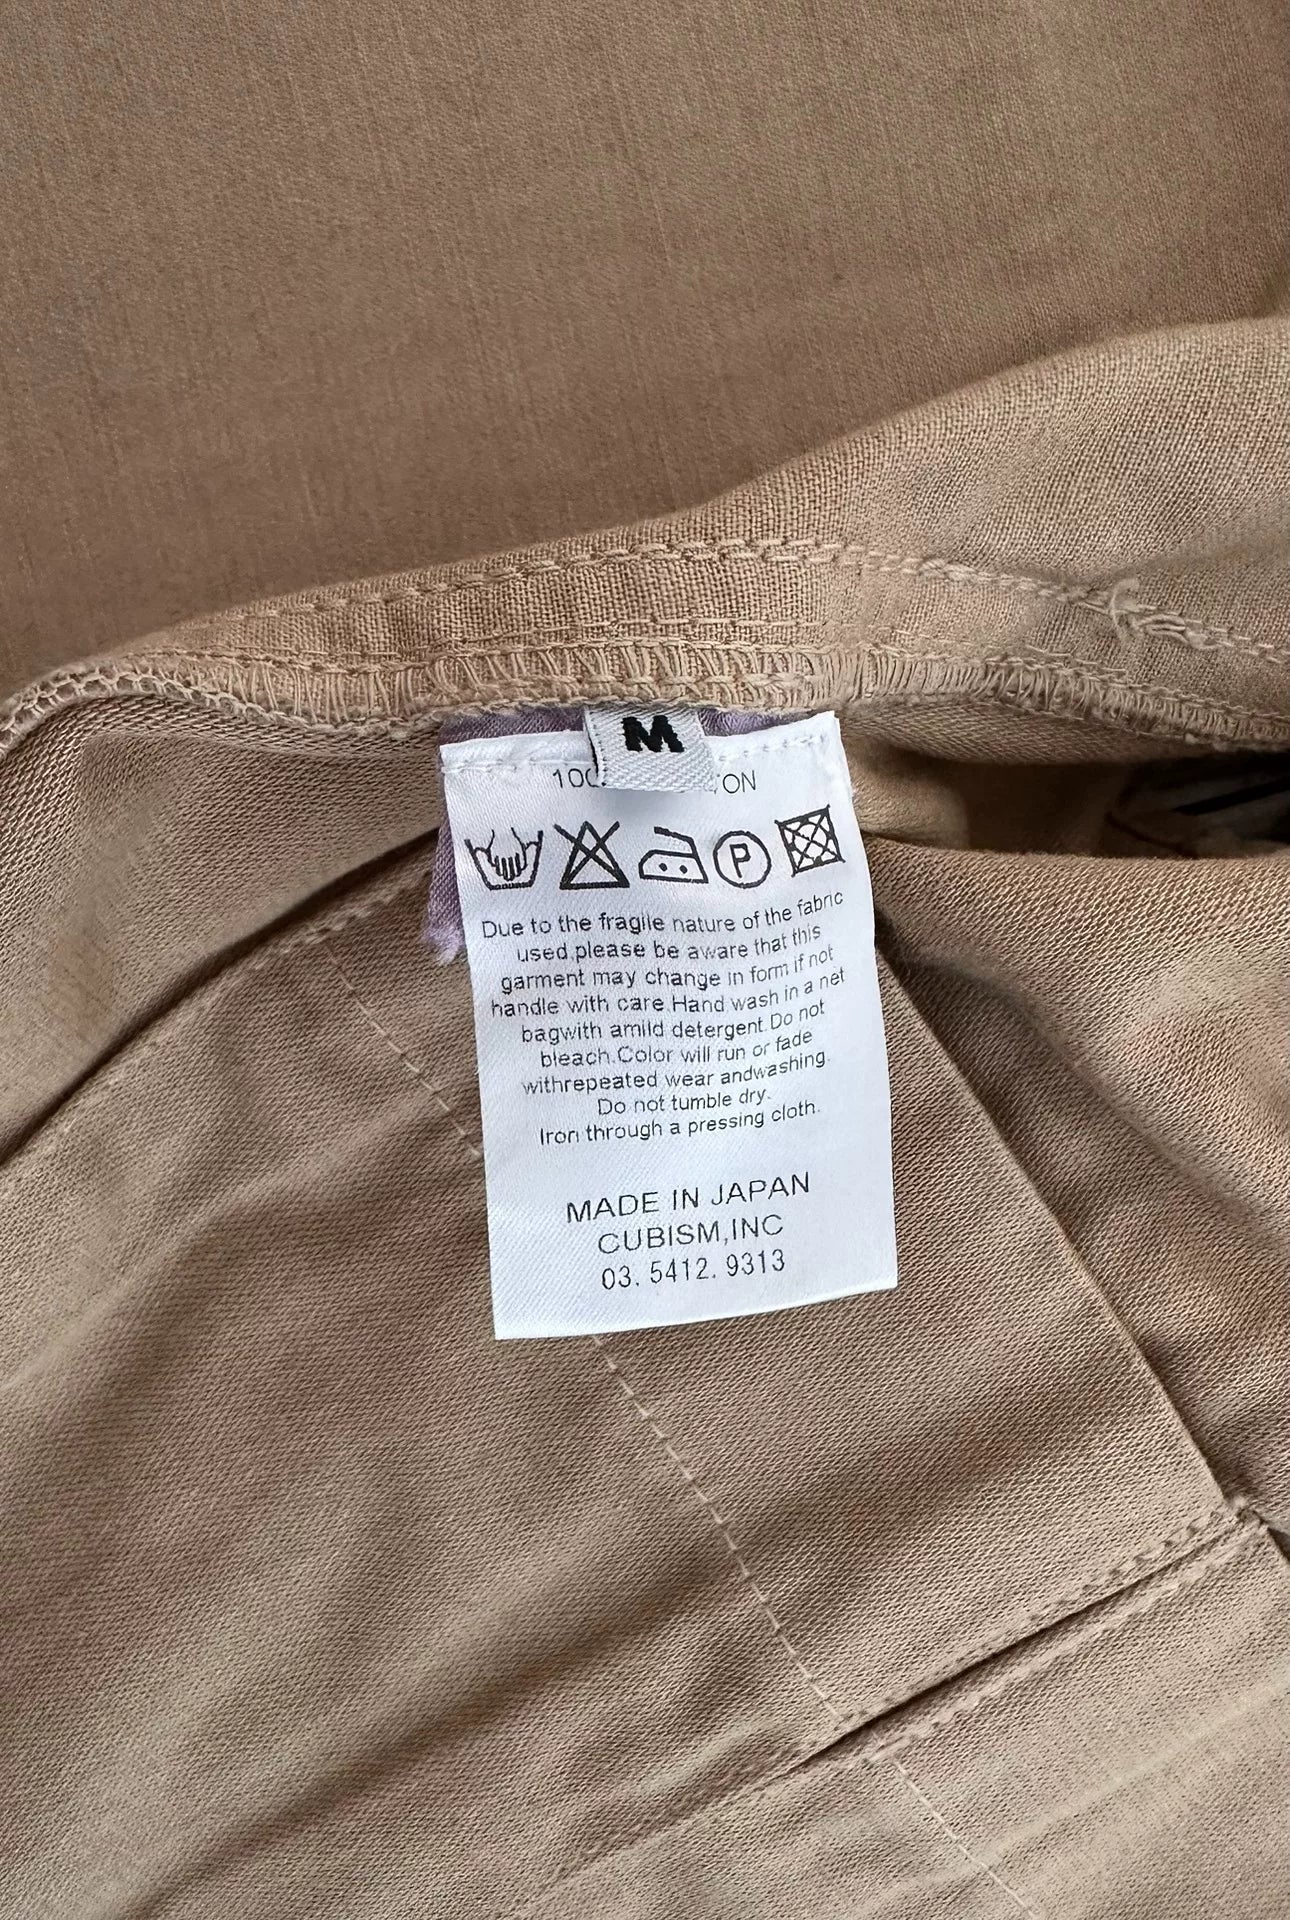 M
100 ON
P
Due to the fragile nature of the fabric
used,please be aware that this
garment may change in form if not
handle with care.Hand wash in a net
bagwith amild detergent.Do not
bleach.Color will run or fade
withrepeated wear andwashing.
Do not tumble dry.
Iron through a pressing cloth.
MADE IN JAPAN
CUBISM,INC
03. 5412. 9313